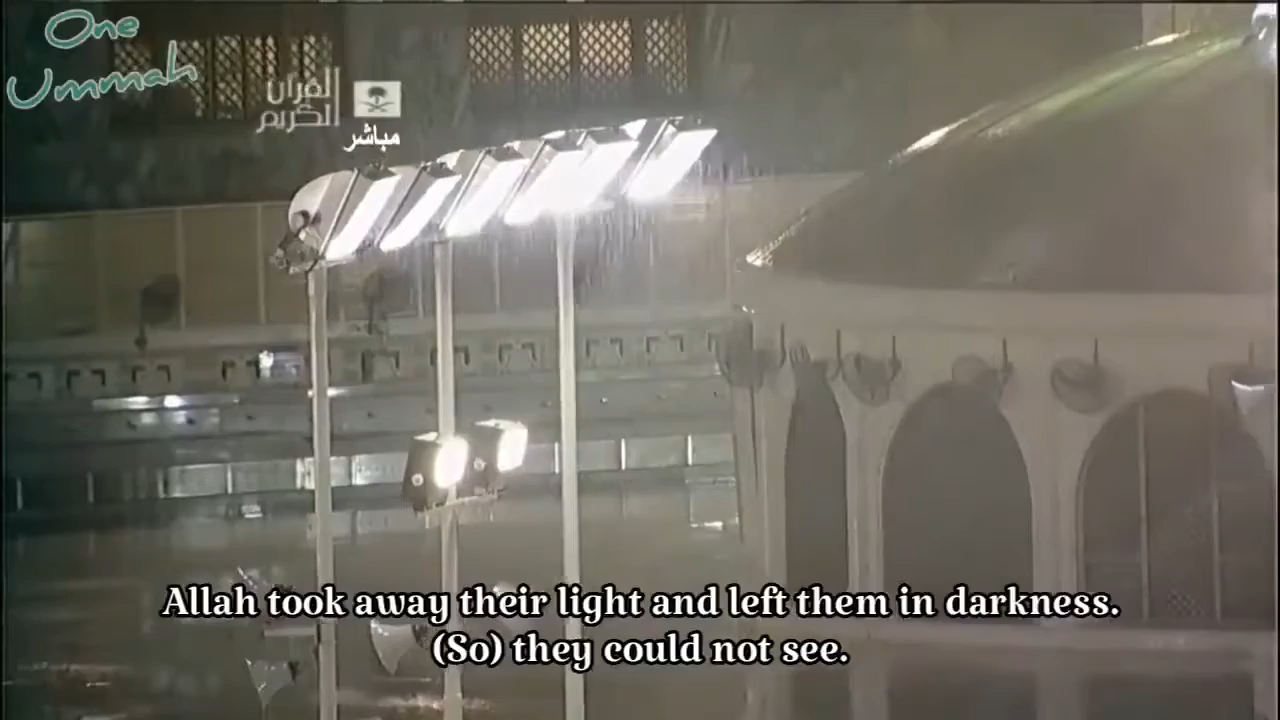 One
Ummah
القرآن
الكريم
مباشر
Allah took away their light and left them in darkness.
(So) they could not see.